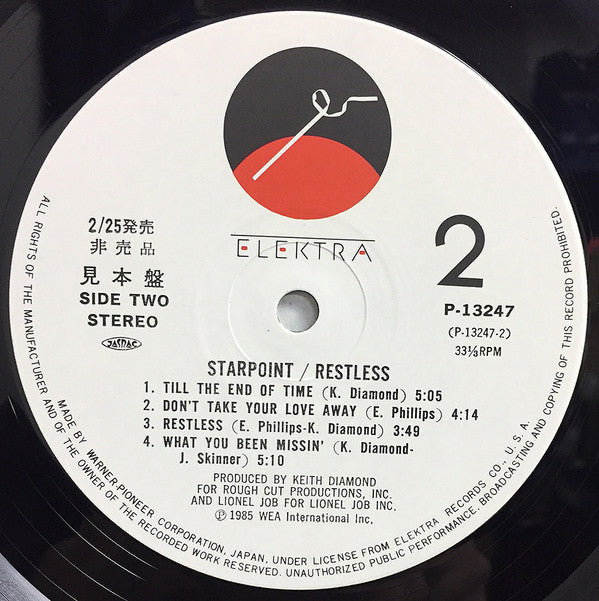 ELEKTRA
2/25発売
非売品
見本盤
SIDE TWO
STEREO
JASRAC
2
P-13247
(P-13247-2)
33⅓RPM
STARPOINT / RESTLESS
1. TILL THE END OF TIME (K. Diamond) 5:05
2. DON'T TAKE YOUR LOVE AWAY (E. Phillips) 4:14
3. RESTLESS (E. Phillips-K. Diamond) 3:49
4. WHAT YOU BEEN MISSIN' (K. Diamond-
J. Skinner) 5:10
PRODUCED BY KEITH DIAMOND
FOR ROUGH CUT PRODUCTIONS, INC.
AND LIONEL JOB FOR LIONEL JOB INC.
℗ 1985 WEA International Inc.
MADE BY WARNER-PIONEER CORPORATION, JAPAN, UNDER LICENSE FROM ELEKTRA RECORDS CO., U.S.A.
ALL RIGHTS OF THE MANUFACTURER AND OF THE OWNER OF THE RECORDED WORK RESERVED. UNAUTHORIZED PUBLIC PERFORMANCE, BROADCASTING AND COPYING OF THIS RECORD PROHIBITED.